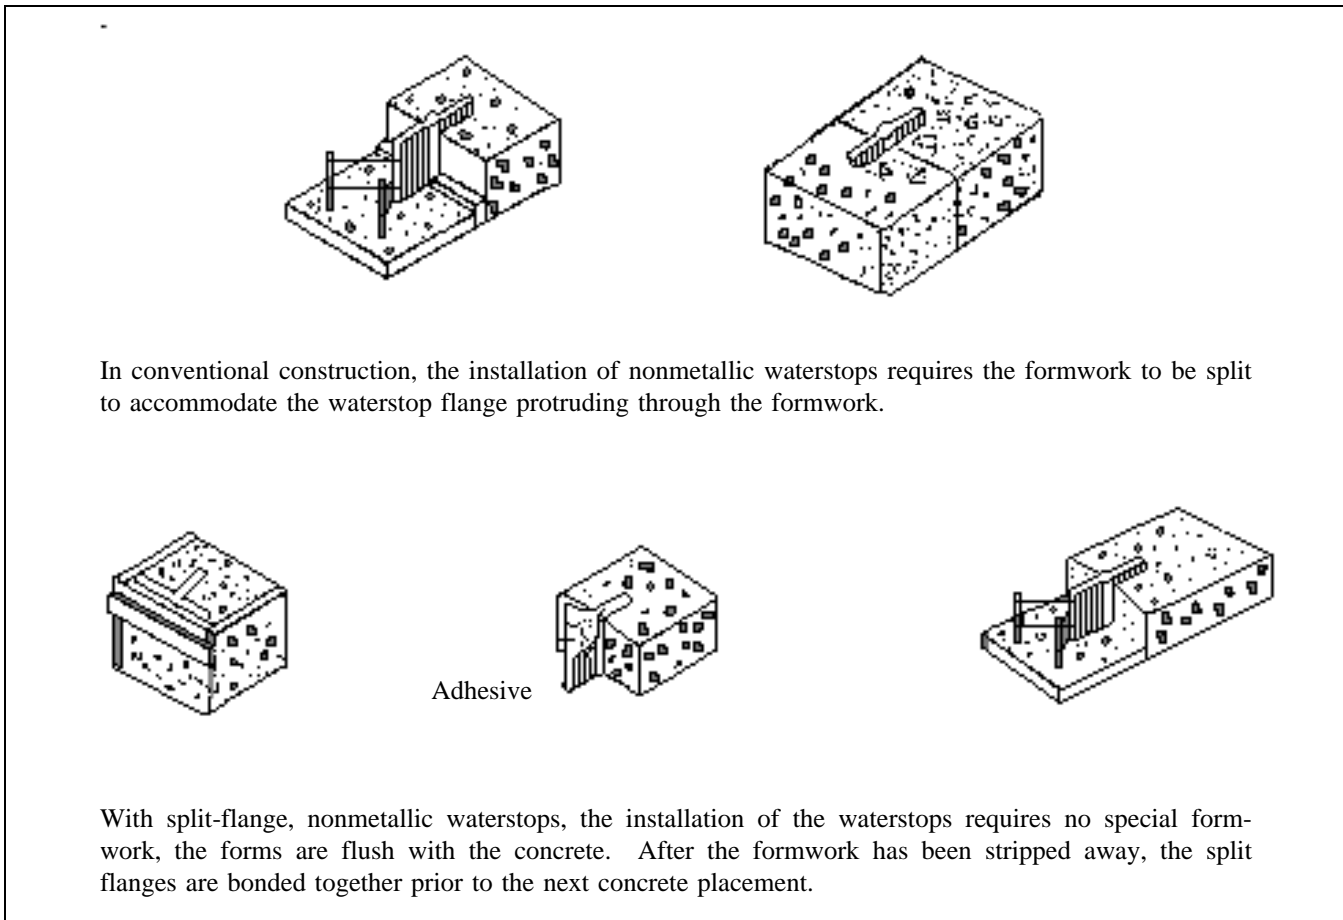 In conventional construction, the installation of nonmetallic waterstops requires the formwork to be split
to accommodate the waterstop flange protruding through the formwork.
Adhesive
With split-flange, nonmetallic waterstops, the installation of the waterstops requires no special form-
work, the forms are flush with the concrete. After the formwork has been stripped away, the split
flanges are bonded together prior to the next concrete placement.